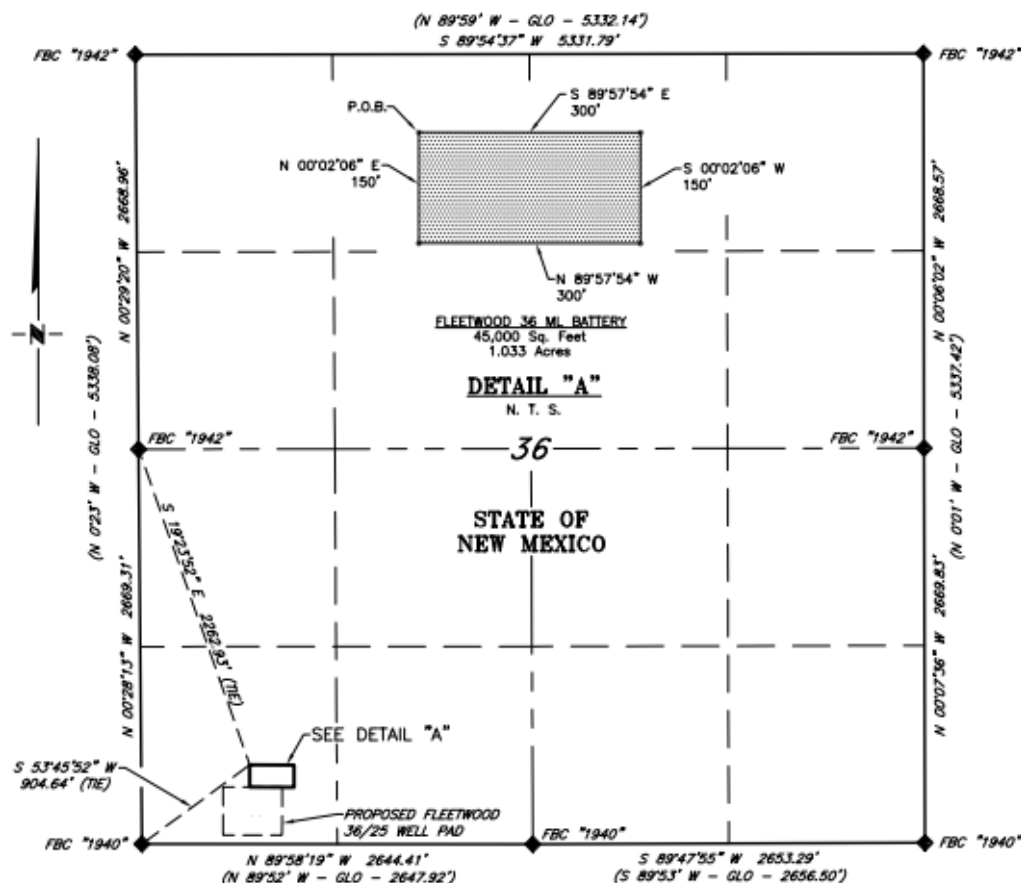 (N 89°59' W - GLO - 5332.14')
S 89°54'37" W 5331.79'
FBC "1942"
FBC "1942"
P.O.B.
S 89°57'54" E
300'
N 00°02'06" E
150'
S 00°02'06" W
150'
N 89°57'54" W
300'
N 00°29'20" W 2668.96'
N 00°06'02" W 2668.57'
N
FLEETWOOD 36 ML BATTERY
45,000 Sq. Feet
1.033 Acres
DETAIL "A"
N. T. S.
(N 0°23' W - GLO - 5338.08')
(N 0°01' W - GLO - 5337.42')
FBC "1942"
36
FBC "1942"
STATE OF
NEW MEXICO
N 00°28'13" W 2669.31'
S 19°23'52" E 2262.93' (TIE)
N 00°07'36" W 2669.83'
SEE DETAIL "A"
S 53°45'52" W
904.64' (TIE)
PROPOSED FLEETWOOD
36/25 WELL PAD
FBC "1940"
FBC "1940"
FBC "1940"
N 89°58'19" W 2644.41'
(N 89°52' W - GLO - 2647.92')
S 89°47'55" W 2653.29'
(S 89°53' W - GLO - 2656.50')